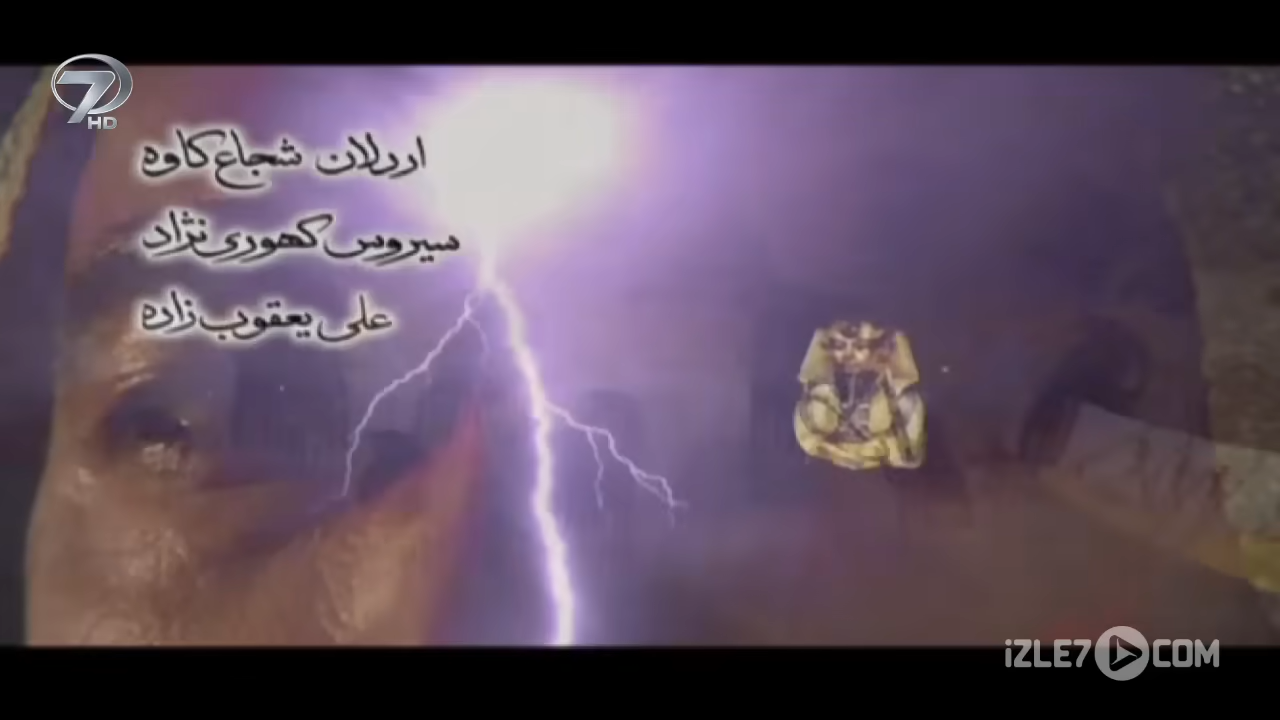 7
HD
اردلان شجاع کاوه
سیروس کهوری نژاد
علی یعقوب زاده
iZLE7 COM